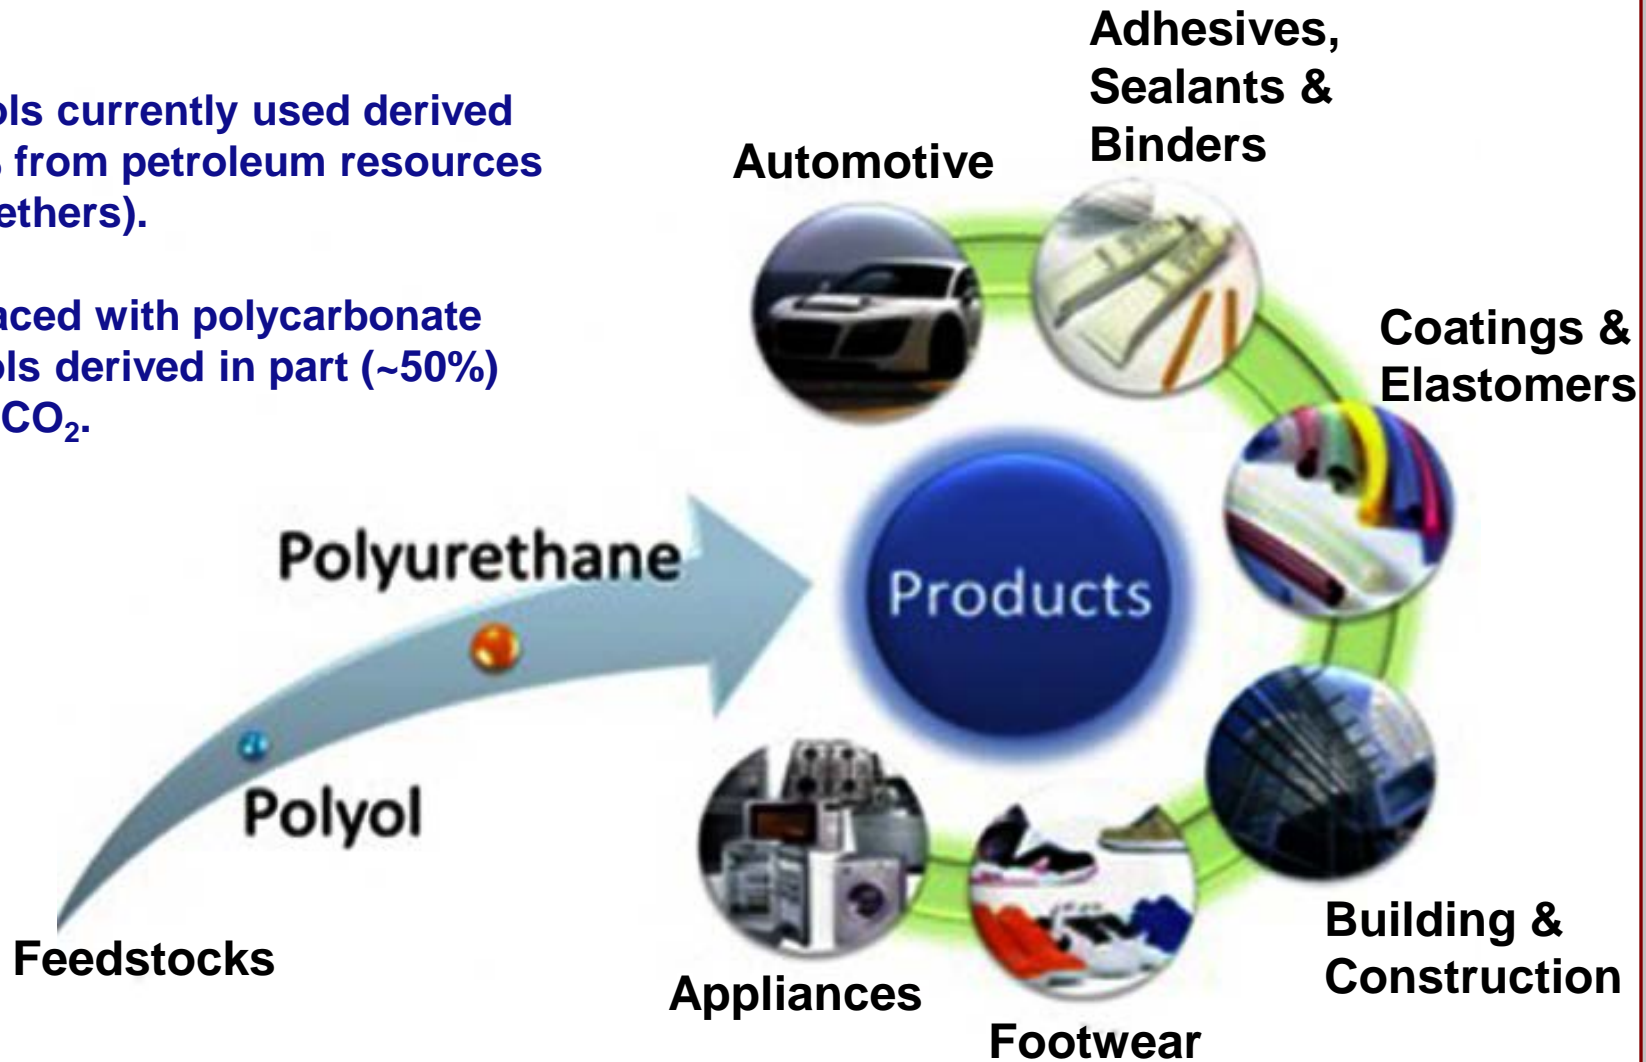 ols currently used derived
from petroleum resources
ethers).
aced with polycarbonate
ols derived in part (~50%)
CO₂.
Automotive
Adhesives,
Sealants &
Binders
Coatings &
Elastomers
Polyurethane
Products
Polyol
Feedstocks
Building &
Construction
Appliances
Footwear